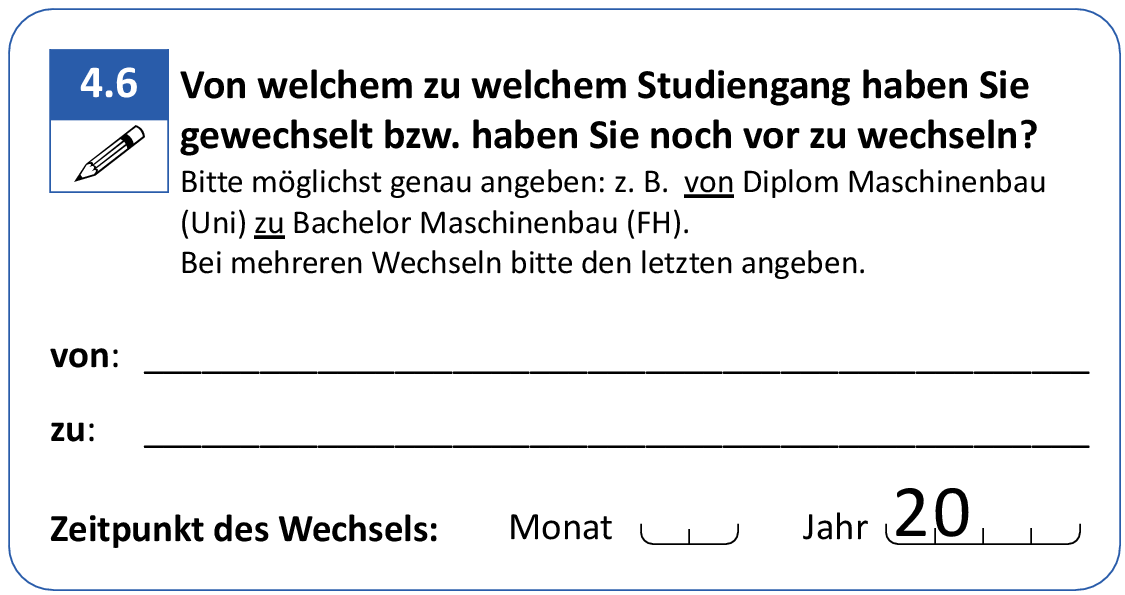 4.6
Von welchem zu welchem Studiengang haben Sie
gewechselt bzw. haben Sie noch vor zu wechseln?
Bitte möglichst genau angeben: z. B. von Diplom Maschinenbau
(Uni) zu Bachelor Maschinenbau (FH).
Bei mehreren Wechseln bitte den letzten angeben.
von:
zu:
Zeitpunkt des Wechsels: Monat Jahr 20